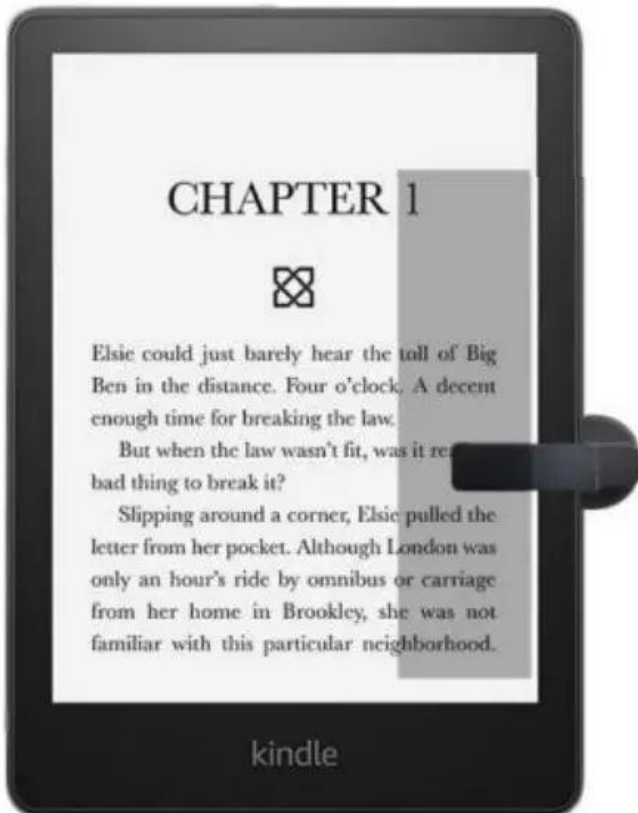 CHAPTER 1
Elsie could just barely hear the toll of Big
Ben in the distance. Four o'clock. A decent
enough time for breaking the law.
But when the law wasn't fit, was it
bad thing to break it?
Slipping around a corner, Elsie pulled the
letter from her pocket. Although London was
only an hour's ride by omnibus or carriage
from her home in Brookley, she was not
familiar with this particular neighborhood.
kindle